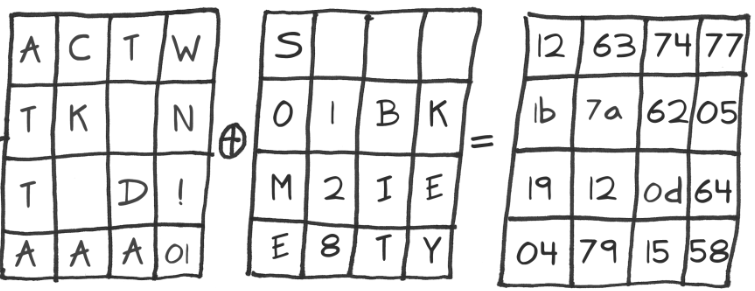 A C T W S 12 63 74 77
T K N O 1 B K 1b 7a 62 05
T D ! ⊕ M 2 I E = 19 12 0d 64
A A A 01 E 8 T Y 04 79 15 58